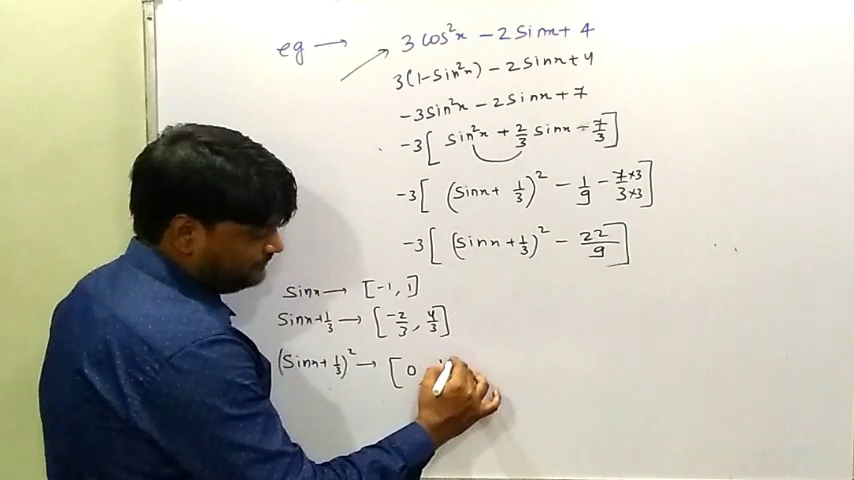 eg → 3 cos²x - 2 sinx + 4
3(1 - sin²x) - 2 sinx + 4
-3 sin²x - 2 sinx + 7
-3[ sin²x + 2/3 sinx - 7/3 ]
-3[ (sinx + 1/3)² - 1/9 - 7×3/3×3 ]
-3[ (sinx + 1/3)² - 22/9 ]
sinx → [-1, 1]
sinx + 1/3 → [-2/3, 4/3]
(sinx + 1/3)² → [0